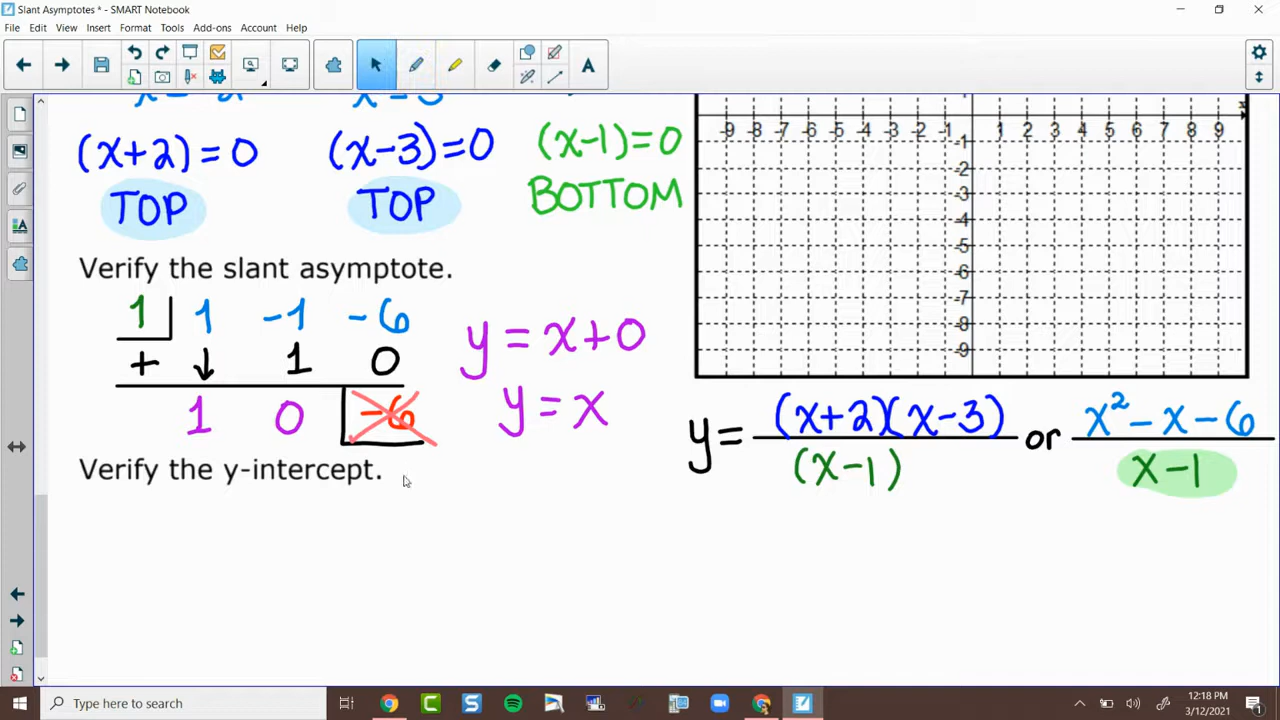 Slant Asymptotes * - SMART Notebook
File Edit View Insert Format Tools Add-ons Account Help
x
-9 -8 -7 -6 -5 -4 -3 -2 -1 1 2 3 4 5 6 7 8 9
-1
-2
-3
-4
-5
-6
-7
-8
-9
(x+2)=0 (x-3)=0 (x-1)=0
TOP TOP BOTTOM
Verify the slant asymptote.
1 1 -1 -6
+ ↓ 1 0
1 0 -6
y = x+0
y = x
y = (x+2)(x-3) or x² - x - 6
(x-1) x-1
Verify the y-intercept.
Type here to search
12:18 PM
3/12/2021